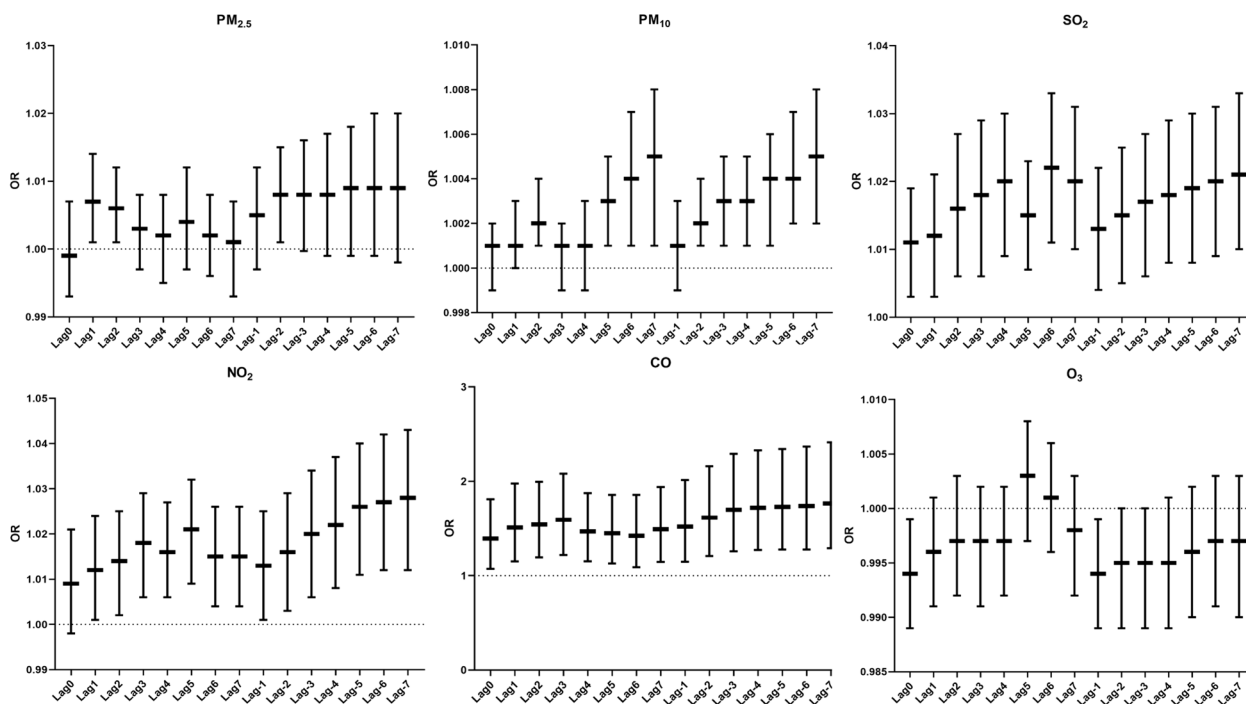 PM2.5
1.03
1.02
1.01
1.00
0.99
OR
Lag0 Lag1 Lag2 Lag3 Lag4 Lag5 Lag6 Lag7 Lag-1 Lag-2 Lag-3 Lag-4 Lag-5 Lag-6 Lag-7
PM10
1.010
1.008
1.006
1.004
1.002
1.000
0.998
OR
Lag0 Lag1 Lag2 Lag3 Lag4 Lag5 Lag6 Lag7 Lag-1 Lag-2 Lag-3 Lag-4 Lag-5 Lag-6 Lag-7
SO2
1.04
1.03
1.02
1.01
1.00
OR
Lag0 Lag1 Lag2 Lag3 Lag4 Lag5 Lag6 Lag7 Lag-1 Lag-2 Lag-3 Lag-4 Lag-5 Lag-6 Lag-7
NO2
1.05
1.04
1.03
1.02
1.01
1.00
0.99
OR
Lag0 Lag1 Lag2 Lag3 Lag4 Lag5 Lag6 Lag7 Lag-1 Lag-2 Lag-3 Lag-4 Lag-5 Lag-6 Lag-7
CO
3
2
1
0
OR
Lag0 Lag1 Lag2 Lag3 Lag4 Lag5 Lag6 Lag7 Lag-1 Lag-2 Lag-3 Lag-4 Lag-5 Lag-6 Lag-7
O3
1.010
1.005
1.000
0.995
0.990
0.985
OR
Lag0 Lag1 Lag2 Lag3 Lag4 Lag5 Lag6 Lag7 Lag-1 Lag-2 Lag-3 Lag-4 Lag-5 Lag-6 Lag-7